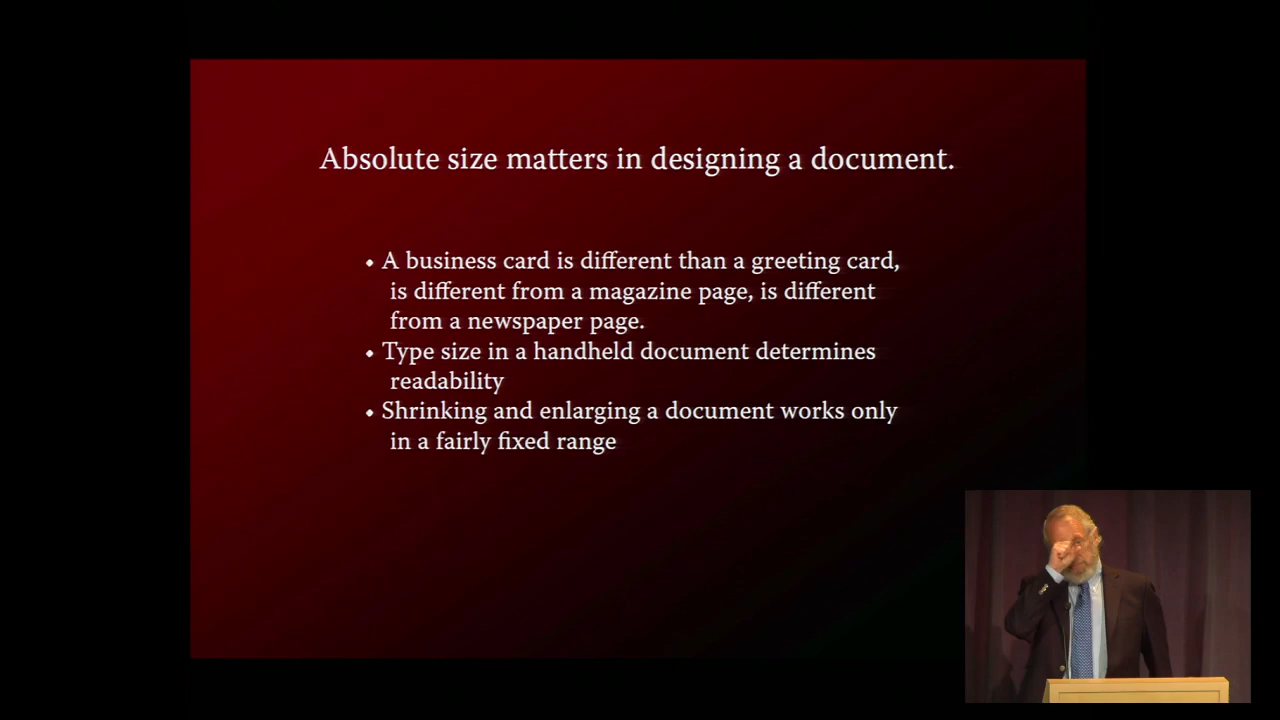 Absolute size matters in designing a document.
• A business card is different than a greeting card,
is different from a magazine page, is different
from a newspaper page.
• Type size in a handheld document determines
readability
• Shrinking and enlarging a document works only
in a fairly fixed range